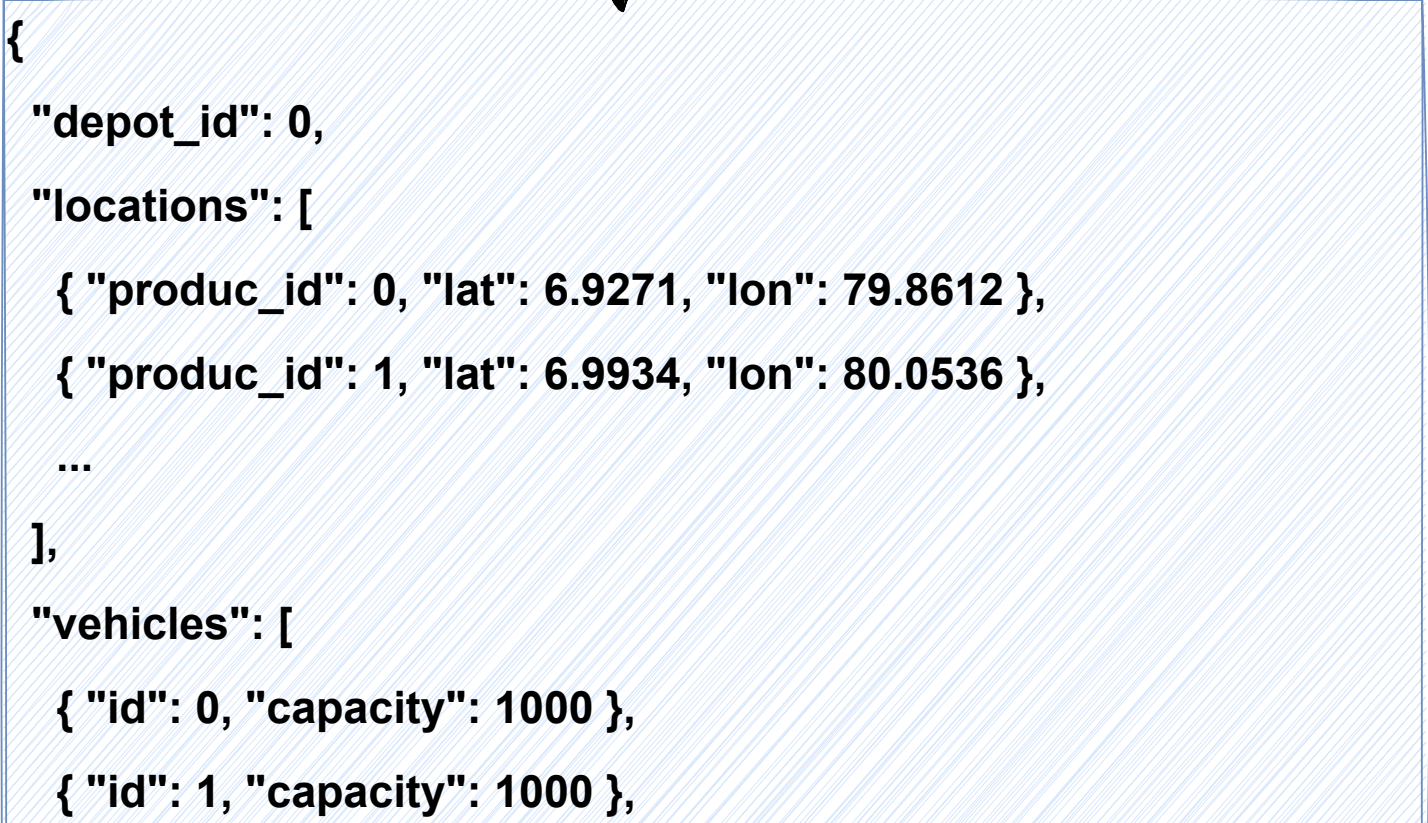 {
"depot_id": 0,
"locations": [
{ "produc_id": 0, "lat": 6.9271, "lon": 79.8612 },
{ "produc_id": 1, "lat": 6.9934, "lon": 80.0536 },
...
],
"vehicles": [
{ "id": 0, "capacity": 1000 },
{ "id": 1, "capacity": 1000 },